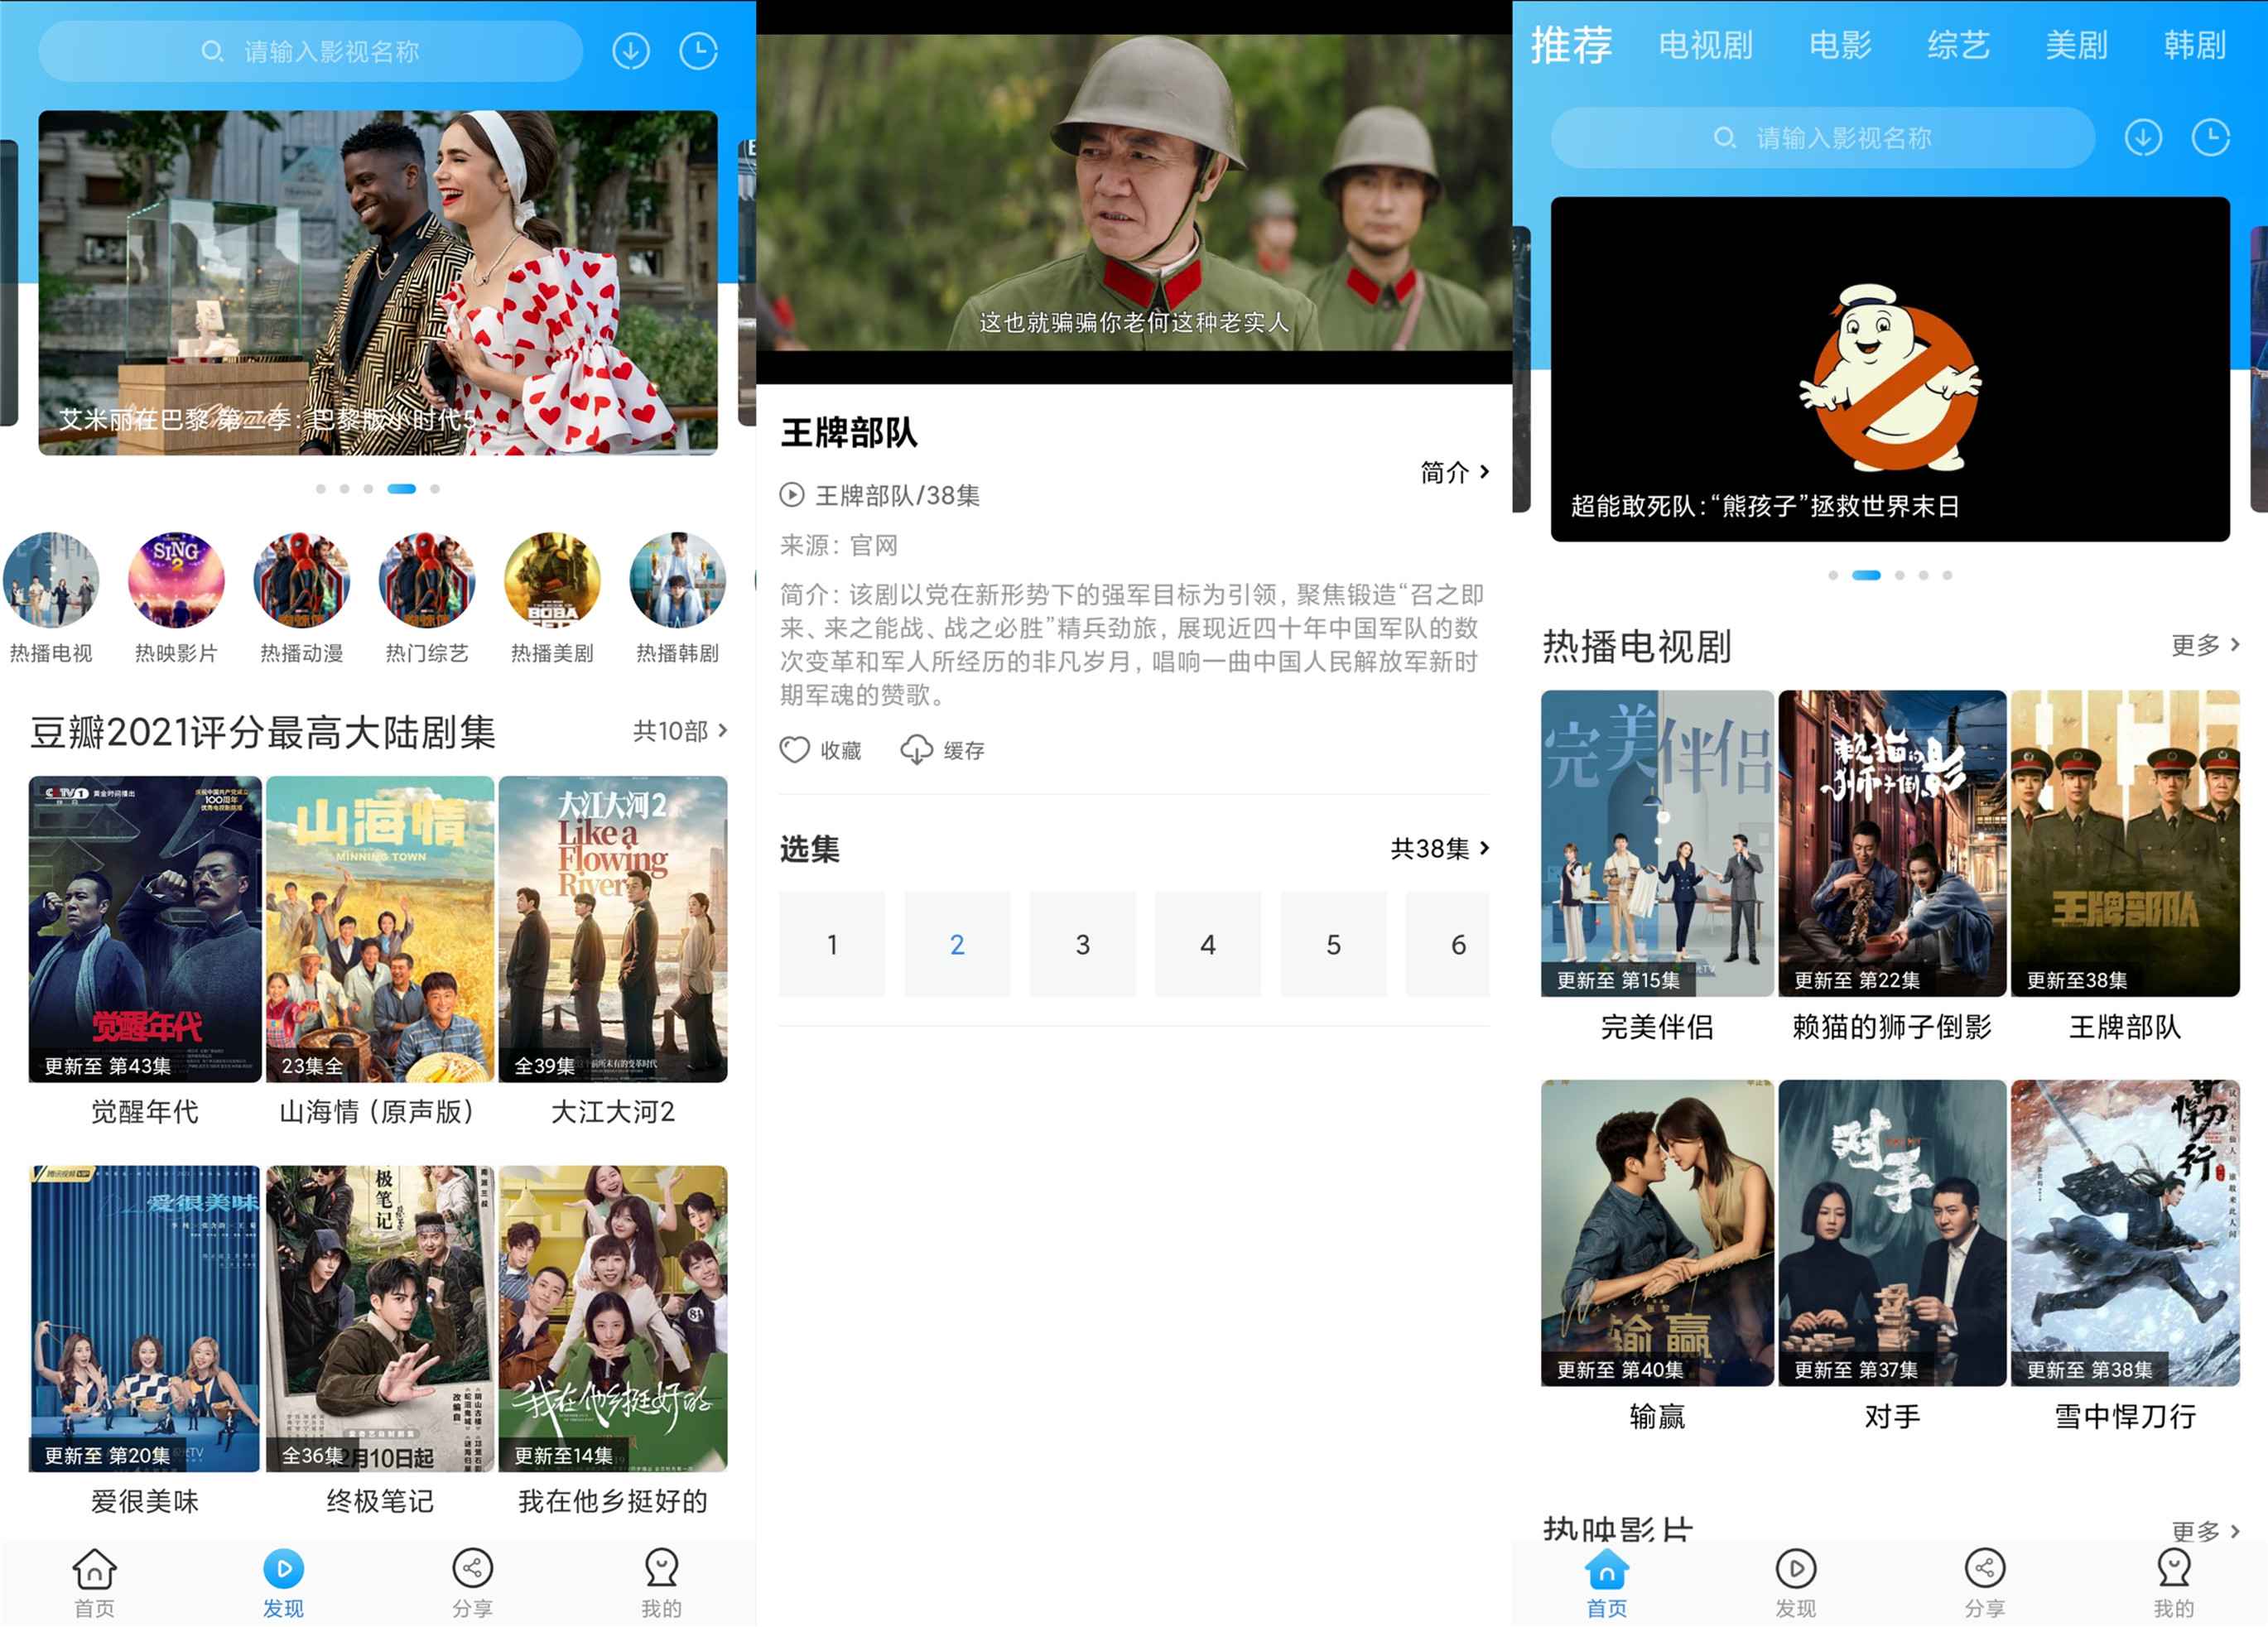 请输入影视名称
艾米丽在巴黎 第二季：巴黎版小时代5
热播电视
热映影片
热播动漫
热门综艺
热播美剧
热播韩剧
SING
2
豆瓣2021评分最高大陆剧集
共10部
CCTV 1
黄金时间播出
100周年
觉醒年代
更新至 第43集
觉醒年代
山海情
MINNING TOWN
23集全
山海情（原声版）
大江大河2
Like a
Flowing
River
全39集
大江大河2
爱很美味
更新至 第20集
爱很美味
极笔记
2月10日起
全36集
终极笔记
我在他乡挺好的
更新至14集
我在他乡挺好的
首页
发现
分享
我的
这也就骗骗你老何这种老实人
王牌部队
简介
王牌部队/38集
来源：官网
简介：该剧以党在新形势下的强军目标为引领，聚焦锻造“召之即
来、来之能战、战之必胜”精兵劲旅，展现近四十年中国军队的数
次变革和军人所经历的非凡岁月，唱响一曲中国人民解放军新时
期军魂的赞歌。
收藏
缓存
选集
共38集
1
2
3
4
5
6
推荐
电视剧
电影
综艺
美剧
韩剧
请输入影视名称
超能敢死队：“熊孩子”拯救世界末日
热播电视剧
更多
完美伴侣
更新至 第15集
完美伴侣
赖猫的
狮子倒影
更新至 第22集
赖猫的狮子倒影
王牌部队
更新至38集
王牌部队
输赢
更新至 第40集
输赢
对手
更新至 第37集
对手
悍刀
行
更新至 第38集
雪中悍刀行
热映影片
更多
首页
发现
分享
我的